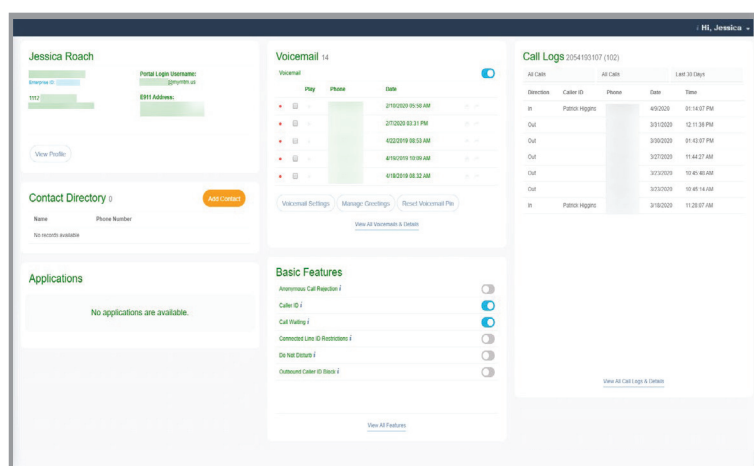 Hi, Jessica
Jessica Roach
Portal Login Username:
Enterprise ID:
@mymtm.us
1112
E911 Address:
View Profile
Contact Directory 0
Add Contact
Name Phone Number
No records available
Applications
No applications are available.
Voicemail 14
Voicemail
Play Phone Date
2/10/2020 05:58 AM
2/7/2020 03:31 PM
4/22/2019 08:53 AM
4/19/2019 10:09 AM
4/18/2019 08:32 AM
Voicemail Settings Manage Greetings Reset Voicemail Pin
View All Voicemails & Details
Basic Features
Anonymous Call Rejection i
Caller ID i
Call Waiting i
Connected Line ID Restrictions i
Do Not Disturb i
Outbound Caller ID Block i
View All Features
Call Logs 2054193107 (102)
All Calls All Calls Last 30 Days
Direction Caller ID Phone Date Time
In Patrick Higgins 4/9/2020 01:14:07 PM
Out 3/31/2020 12:11:36 PM
Out 3/30/2020 01:43:07 PM
Out 3/27/2020 11:44:27 AM
Out 3/23/2020 10:45:40 AM
Out 3/23/2020 10:45:14 AM
In Patrick Higgins 3/18/2020 11:28:07 AM
View All Call Logs & Details